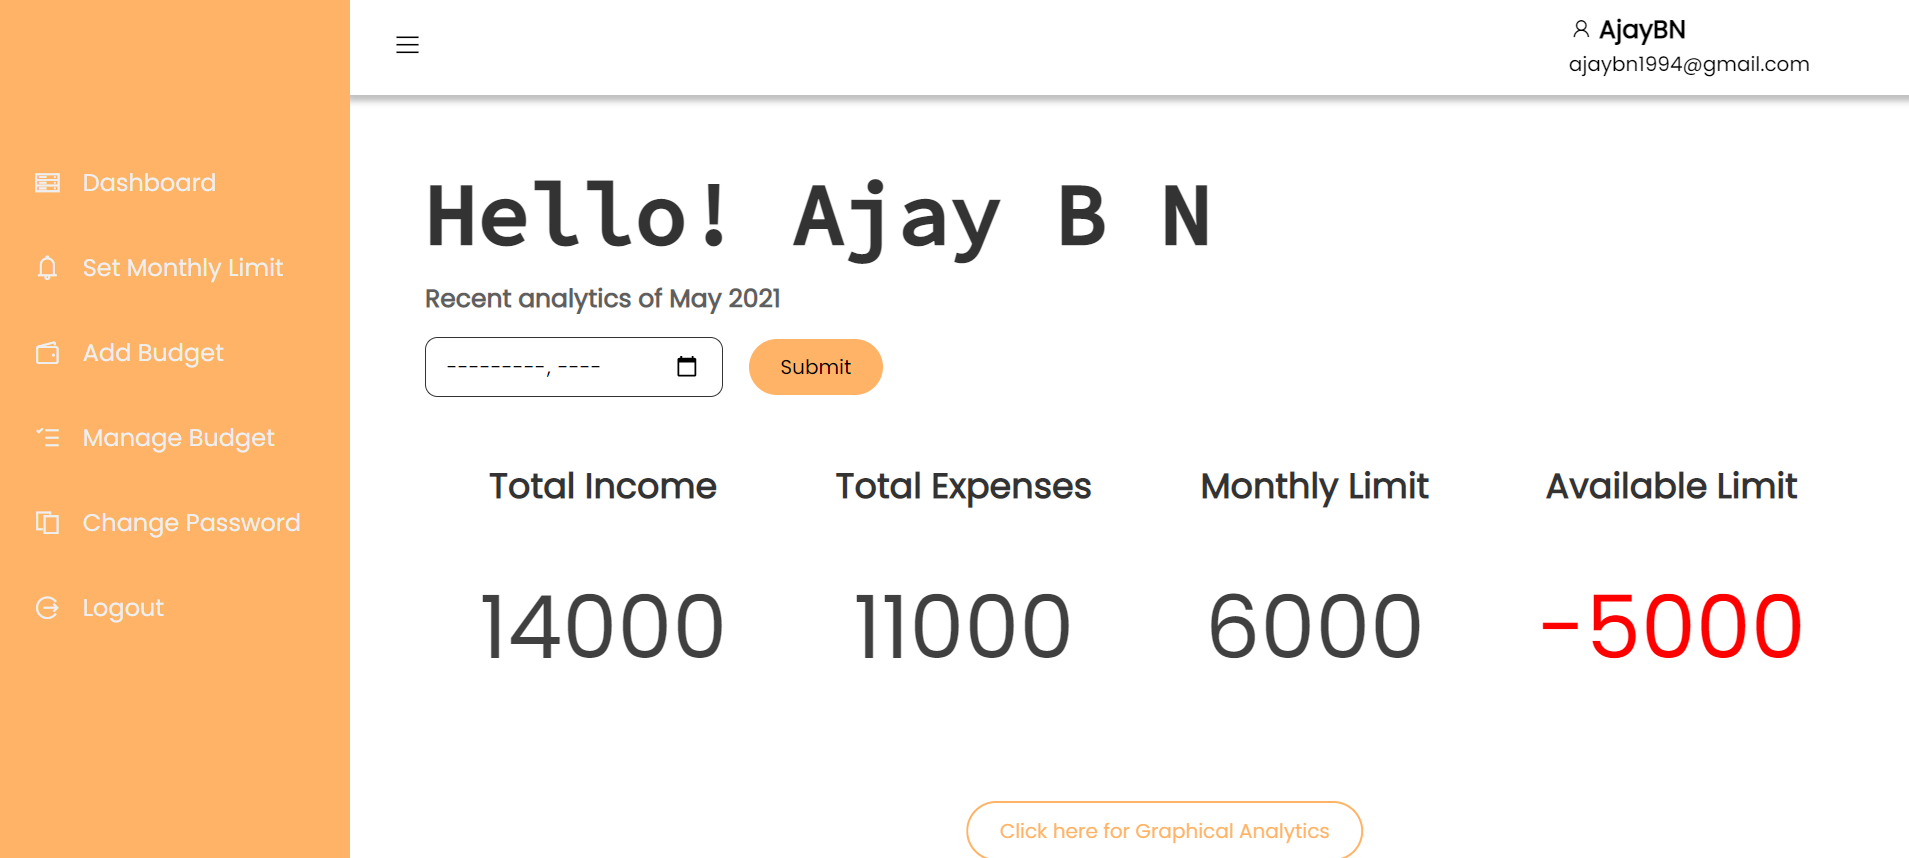 AjayBN
ajaybn1994@gmail.com
Dashboard
Set Monthly Limit
Add Budget
Manage Budget
Change Password
Logout
Hello! Ajay B N
Recent analytics of May 2021
---------, ----
Submit
Total Income
Total Expenses
Monthly Limit
Available Limit
14000
11000
6000
-5000
Click here for Graphical Analytics